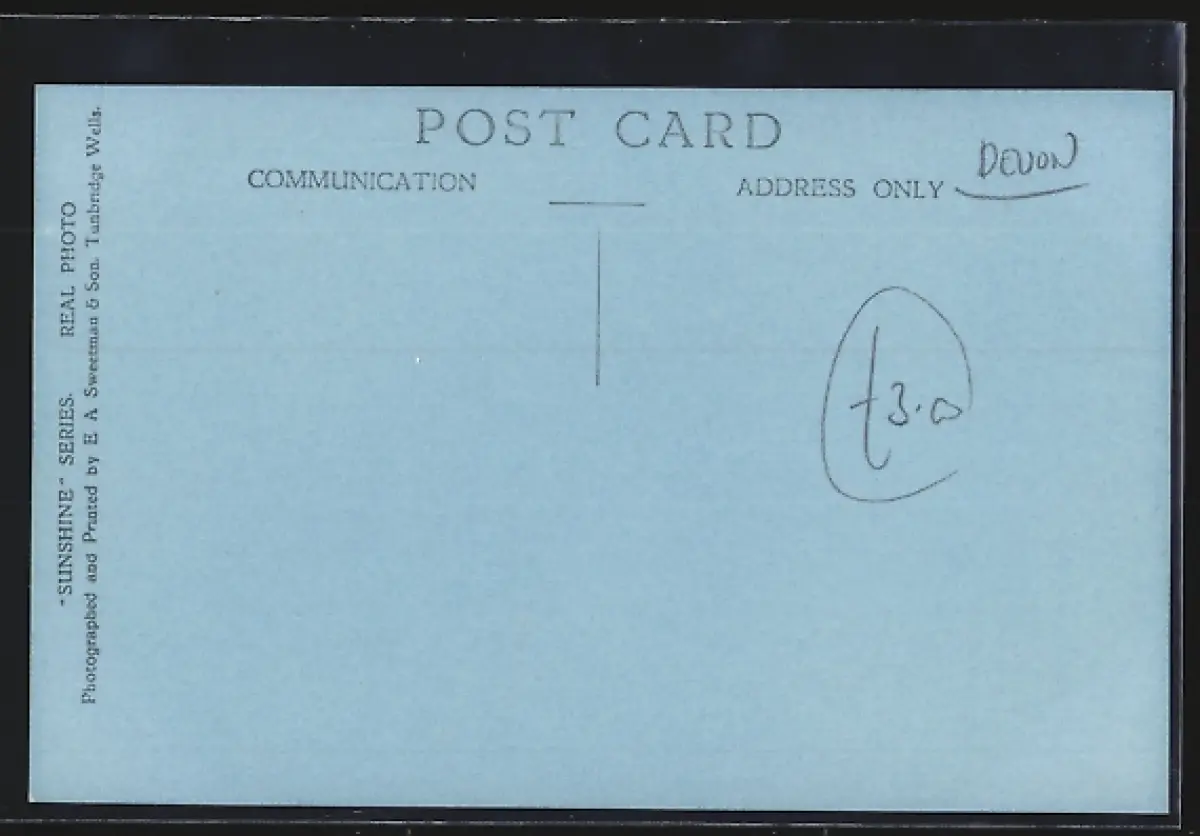 POST CARD
COMMUNICATION
ADDRESS ONLY
DEVON
£3.0
"SUNSHINE" SERIES. REAL PHOTO
Photographed and Printed by E A Sweetman & Son. Tunbridge Wells.